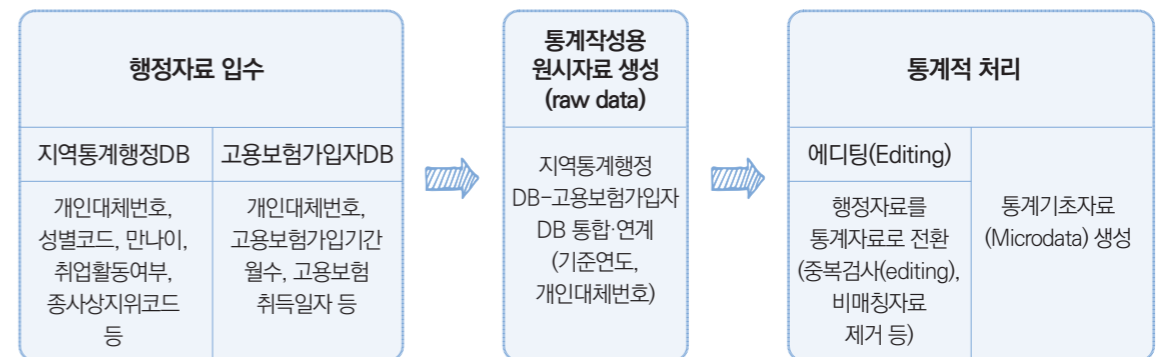 행정자료 입수
지역통계행정DB
개인대체번호,
성별코드, 만나이,
취업활동여부,
종사상지위코드
등
고용보험가입자DB
개인대체번호,
고용보험가입기간
월수, 고용보험
취득일자 등
통계작성용
원시자료 생성
(raw data)
지역통계행정
DB-고용보험가입자
DB 통합·연계
(기준연도,
개인대체번호)
통계적 처리
에디팅(Editing)
행정자료를
통계자료로 전환
(중복검사(editing),
비매칭자료
제거 등)
통계기초자료
(Microdata) 생성